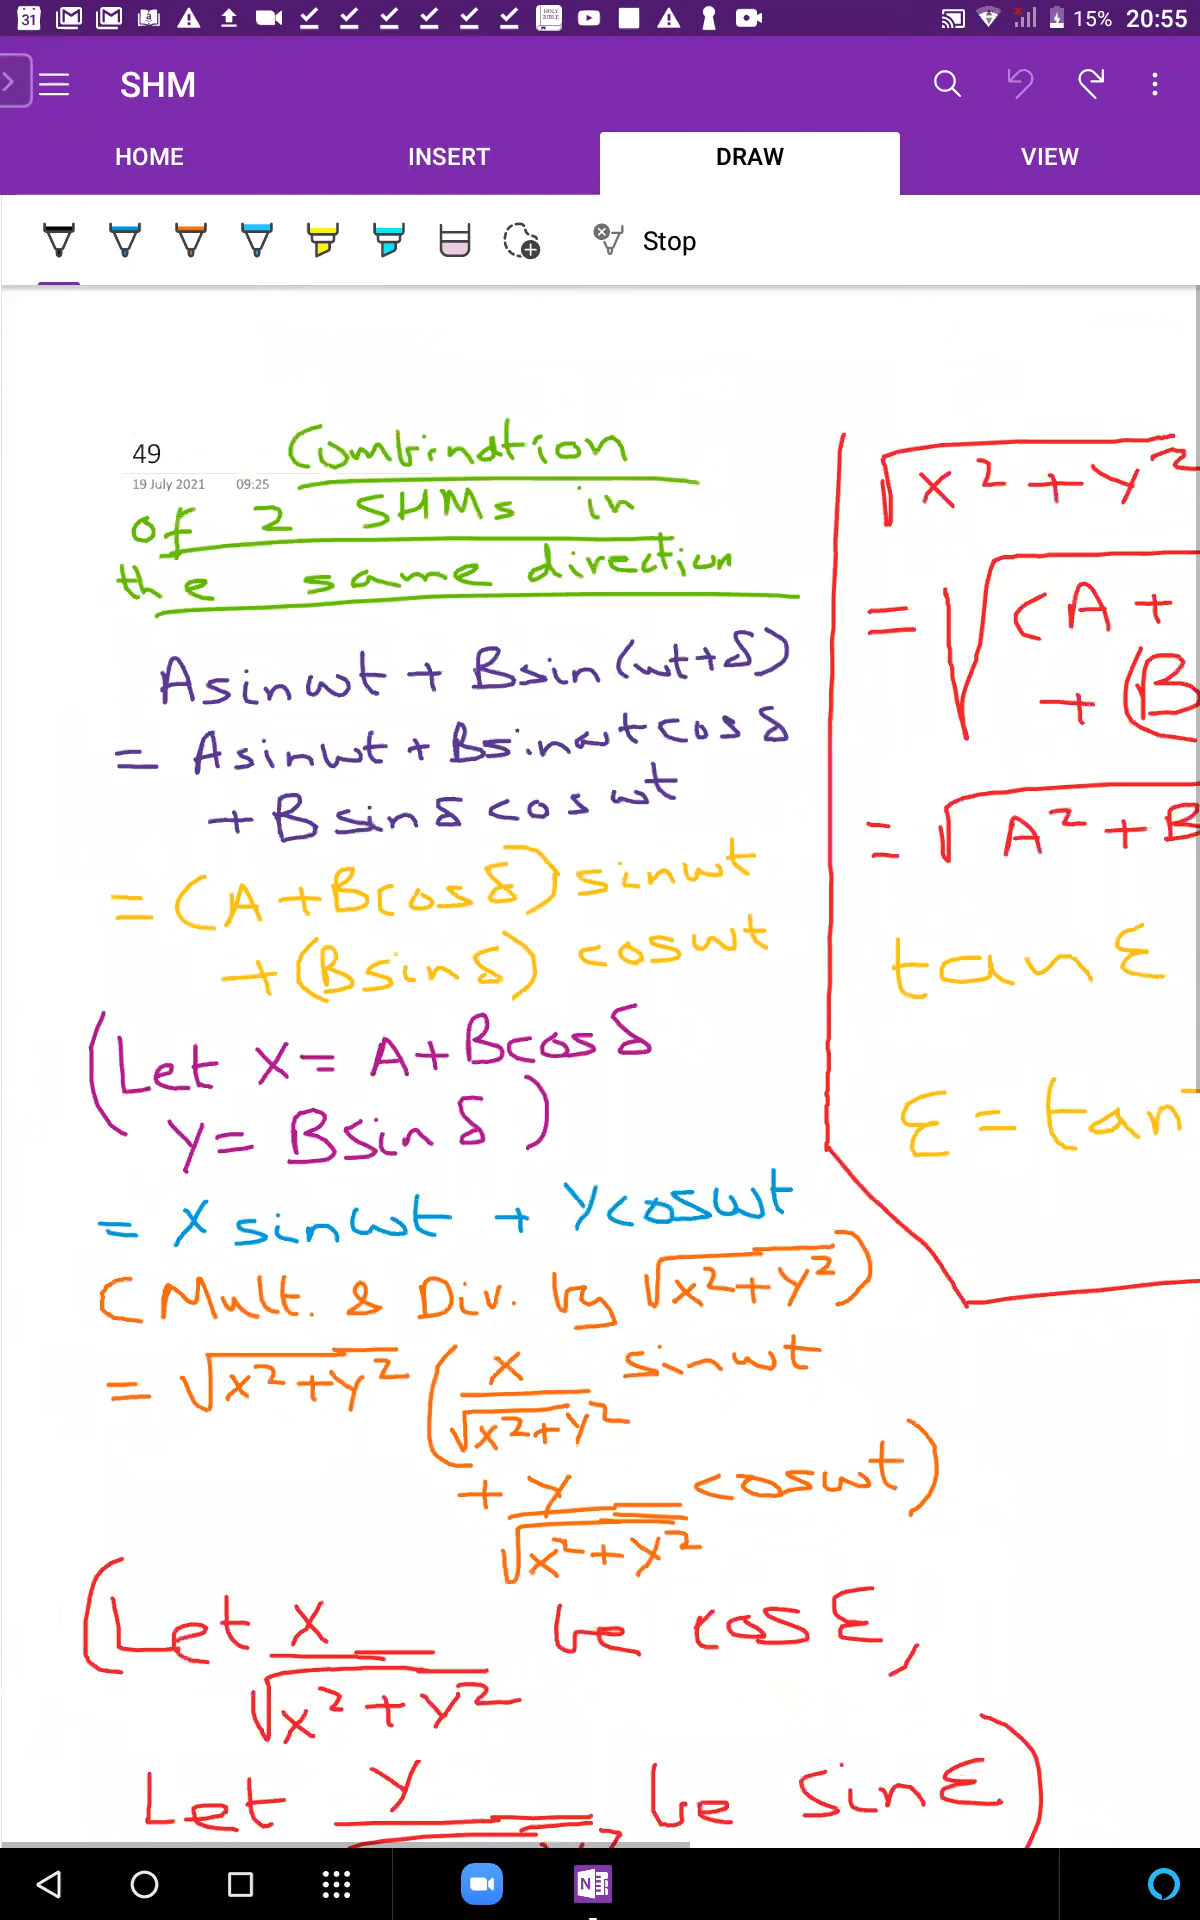 31 15% 20:55
SHM
HOME INSERT DRAW VIEW
Stop
49
19 July 2021 09:25
Combination
of 2 SHMs in
the same direction
Asinωt + Bsin(ωt+δ)
= Asinωt + Bsinωtcosδ
+ Bsinδcosωt
= (A+Bcosδ)sinωt
+(Bsinδ) cosωt
(Let X = A+Bcosδ
Y = Bsinδ)
= X sinωt + Ycosωt
(Mult. & Div. by √X²+Y²)
= √X²+Y² (X/√X²+Y² sinωt
+ Y/√X²+Y² cosωt)
(Let X/√X²+Y² be cosε,
Let Y be sinε)
√X²+Y²
= √(A+
+(B
= √A²+B
tanε
ε = tan⁻